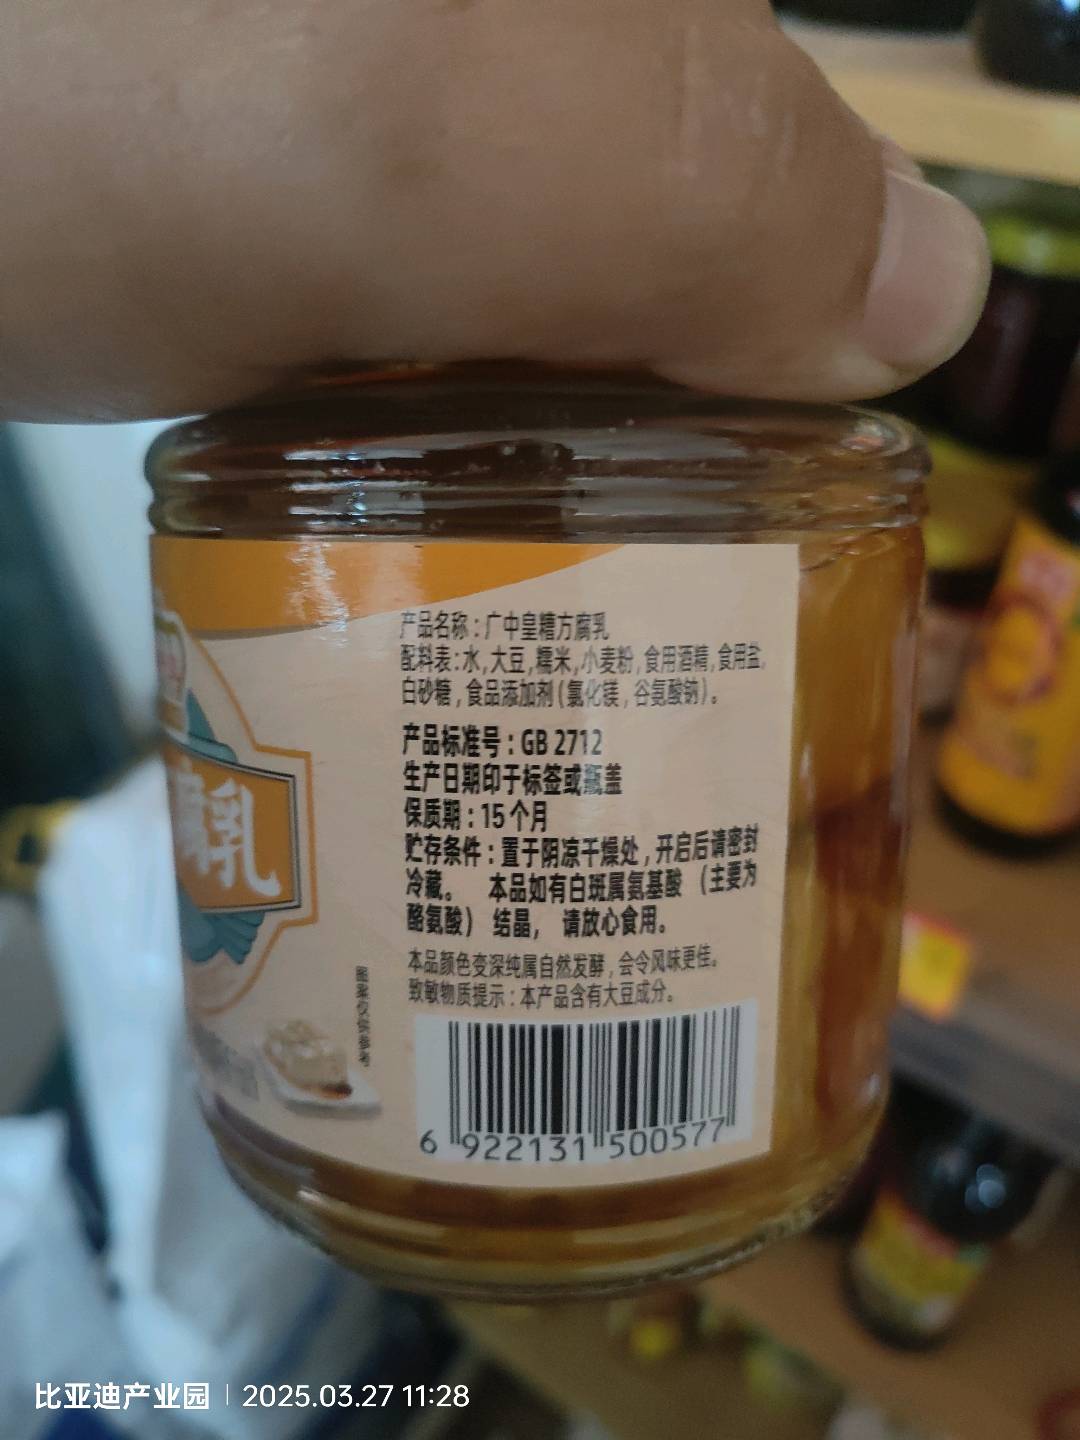 产品名称：广中皇糟方腐乳
配料表：水,大豆,糯米,小麦粉,食用酒精,食用盐,
白砂糖，食品添加剂（氯化镁，谷氨酸钠）。
产品标准号：GB 2712
生产日期印于标签或瓶盖
保质期：15个月
贮存条件：置于阴凉干燥处，开启后请密封
冷藏。 本品如有白斑属氨基酸 （主要为
酪氨酸） 结晶， 请放心食用。
本品颜色变深纯属自然发酵，会令风味更佳。
致敏物质提示：本产品含有大豆成分。
图案仅供参考
腐乳
6 922131 500577
比亚迪产业园 | 2025.03.27 11:28